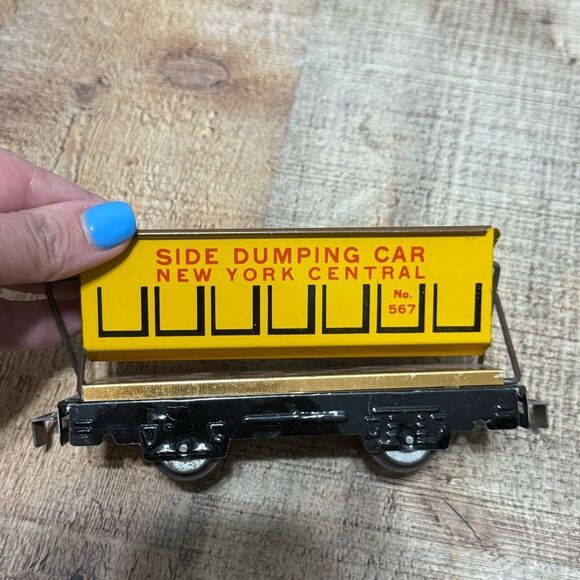 SIDE DUMPING CAR
NEW YORK CENTRAL
No.
567